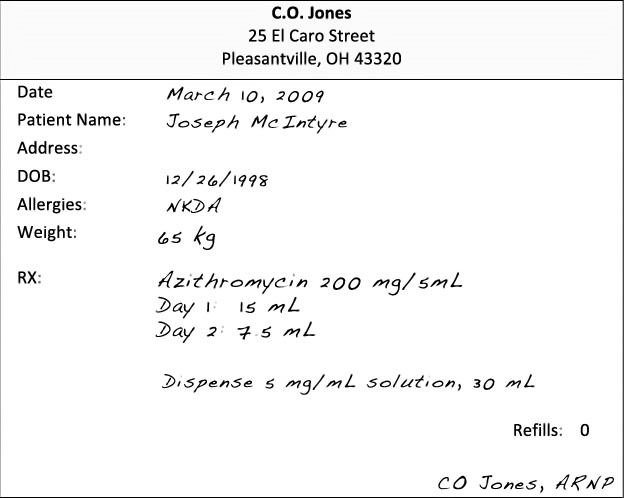 C.O. Jones
25 El Caro Street
Pleasantville, OH 43320
Date March 10, 2009
Patient Name: Joseph McIntyre
Address:
DOB: 12/26/1998
Allergies: NKDA
Weight: 65 kg
RX: Azithromycin 200 mg/5mL
Day 1: 15 mL
Day 2: 7.5 mL
Dispense 5 mg/mL solution, 30 mL
Refills: 0
CO Jones, ARNP